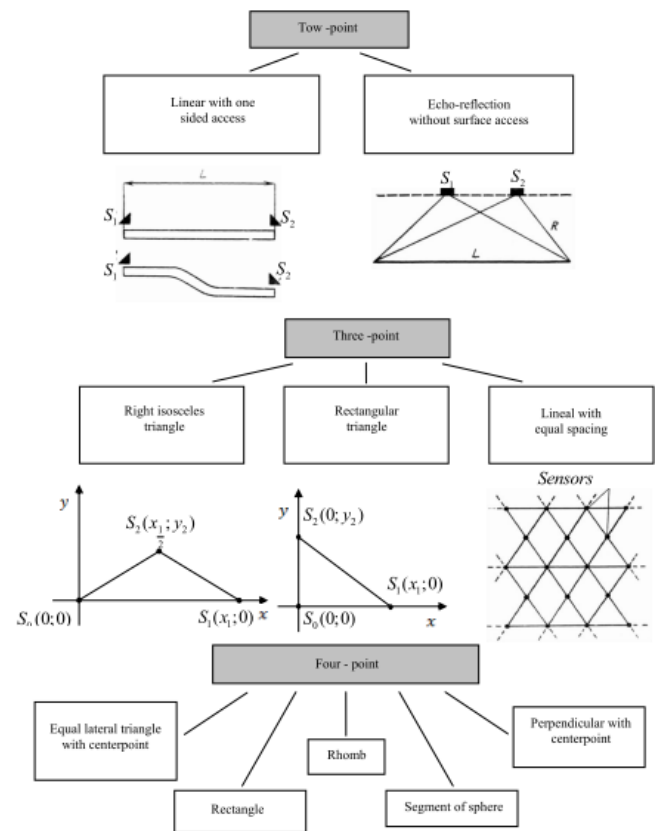 Tow -point
Linear with one
sided access
Echo-reflection
without surface access
L
S₁
S₂
S₁
S₂
S₁
S₂
R
L
Three -point
Right isosceles
triangle
Rectangular
triangle
Lineal with
equal spacing
Sensors
y
S₂(x_{1/2}; y₂)
S₀(0;0)
S₁(x₁;0)
x
y
S₂(0; y₂)
S₁(x₁;0)
S₀(0;0)
x
Four - point
Equal lateral triangle
with centerpoint
Rhomb
Perpendicular with
centerpoint
Rectangle
Segment of sphere